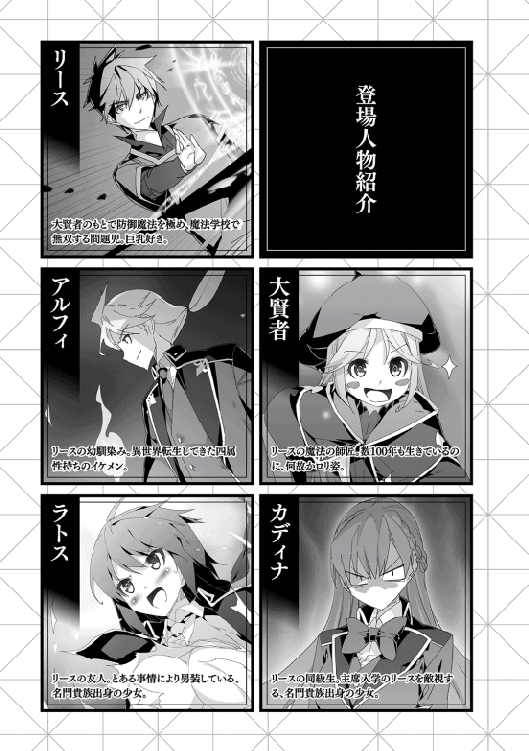 登場人物紹介
リース
大賢者のもとで防御魔法を極め、魔法学校で
無双する問題児。巨乳好き。
大賢者
リースの魔法の師匠。数100年も生きているの
に、何故かロリ姿。
アルフィ
リースの幼馴染み。異世界転生してきた四属
性持ちのイケメン。
カディナ
リースの同級生。主席入学のリースを敵視す
る、名門貴族出身の少女。
ラトス
リースの友人。とある事情により男装している、
名門貴族出身の少女。